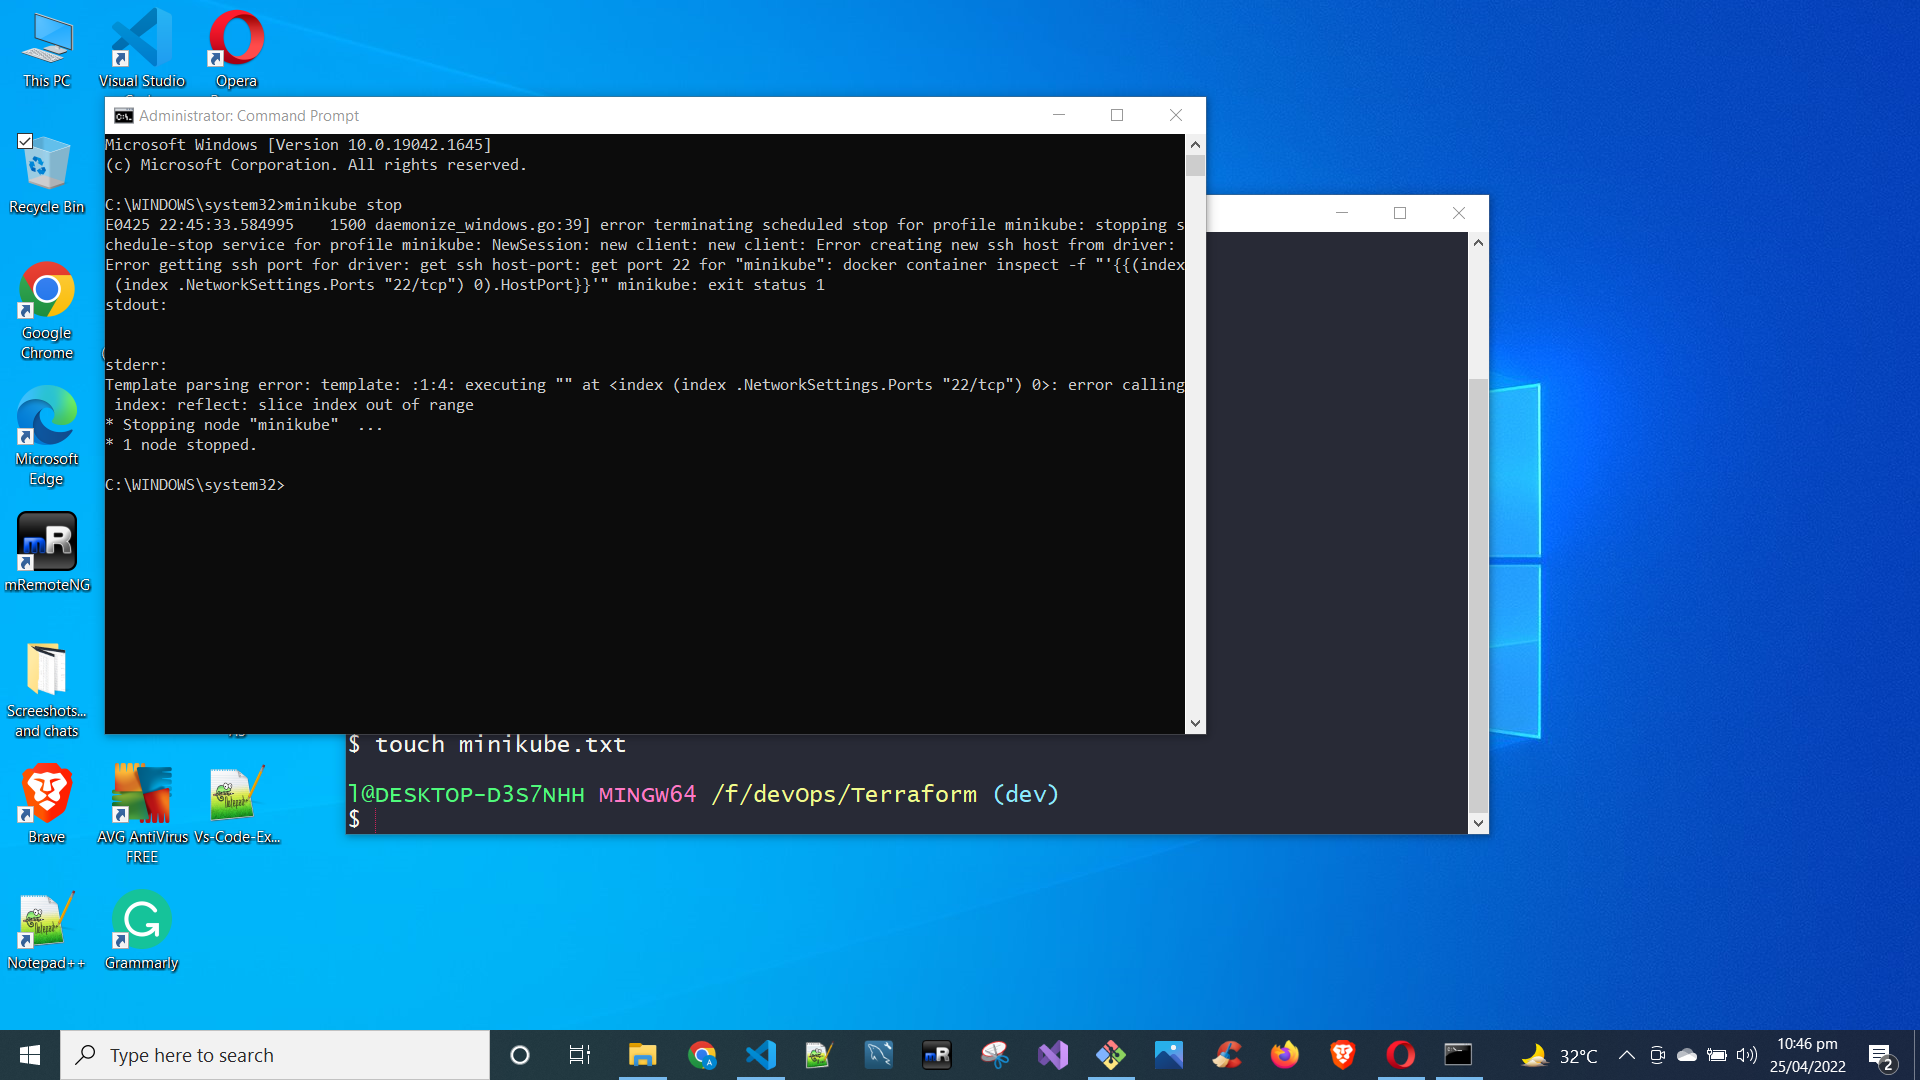 This PC
Visual Studio
Opera
Recycle Bin
Google
Chrome
Microsoft
Edge
mRemoteNG
Screeshots...
and chats
Brave
AVG AntiVirus
FREE
Vs-Code-Ex...
Notepad++
Grammarly
Administrator: Command Prompt
Microsoft Windows [Version 10.0.19042.1645]
(c) Microsoft Corporation. All rights reserved.
C:\WINDOWS\system32>minikube stop
E0425 22:45:33.584995    1500 daemonize_windows.go:39] error terminating scheduled stop for profile minikube: stopping s
chedule-stop service for profile minikube: NewSession: new client: new client: Error creating new ssh host from driver:
Error getting ssh port for driver: get ssh host-port: get port 22 for "minikube": docker container inspect -f "'{{(index
 (index .NetworkSettings.Ports "22/tcp") 0).HostPort}}'" minikube: exit status 1
stdout:
stderr:
Template parsing error: template: :1:4: executing "" at <index (index .NetworkSettings.Ports "22/tcp") 0>: error calling
 index: reflect: slice index out of range
* Stopping node "minikube"  ...
* 1 node stopped.
C:\WINDOWS\system32>
$ touch minikube.txt
l@DESKTOP-D3S7NHH MINGW64 /f/devOps/Terraform (dev)
$
Type here to search
32°C
10:46 pm
25/04/2022
2